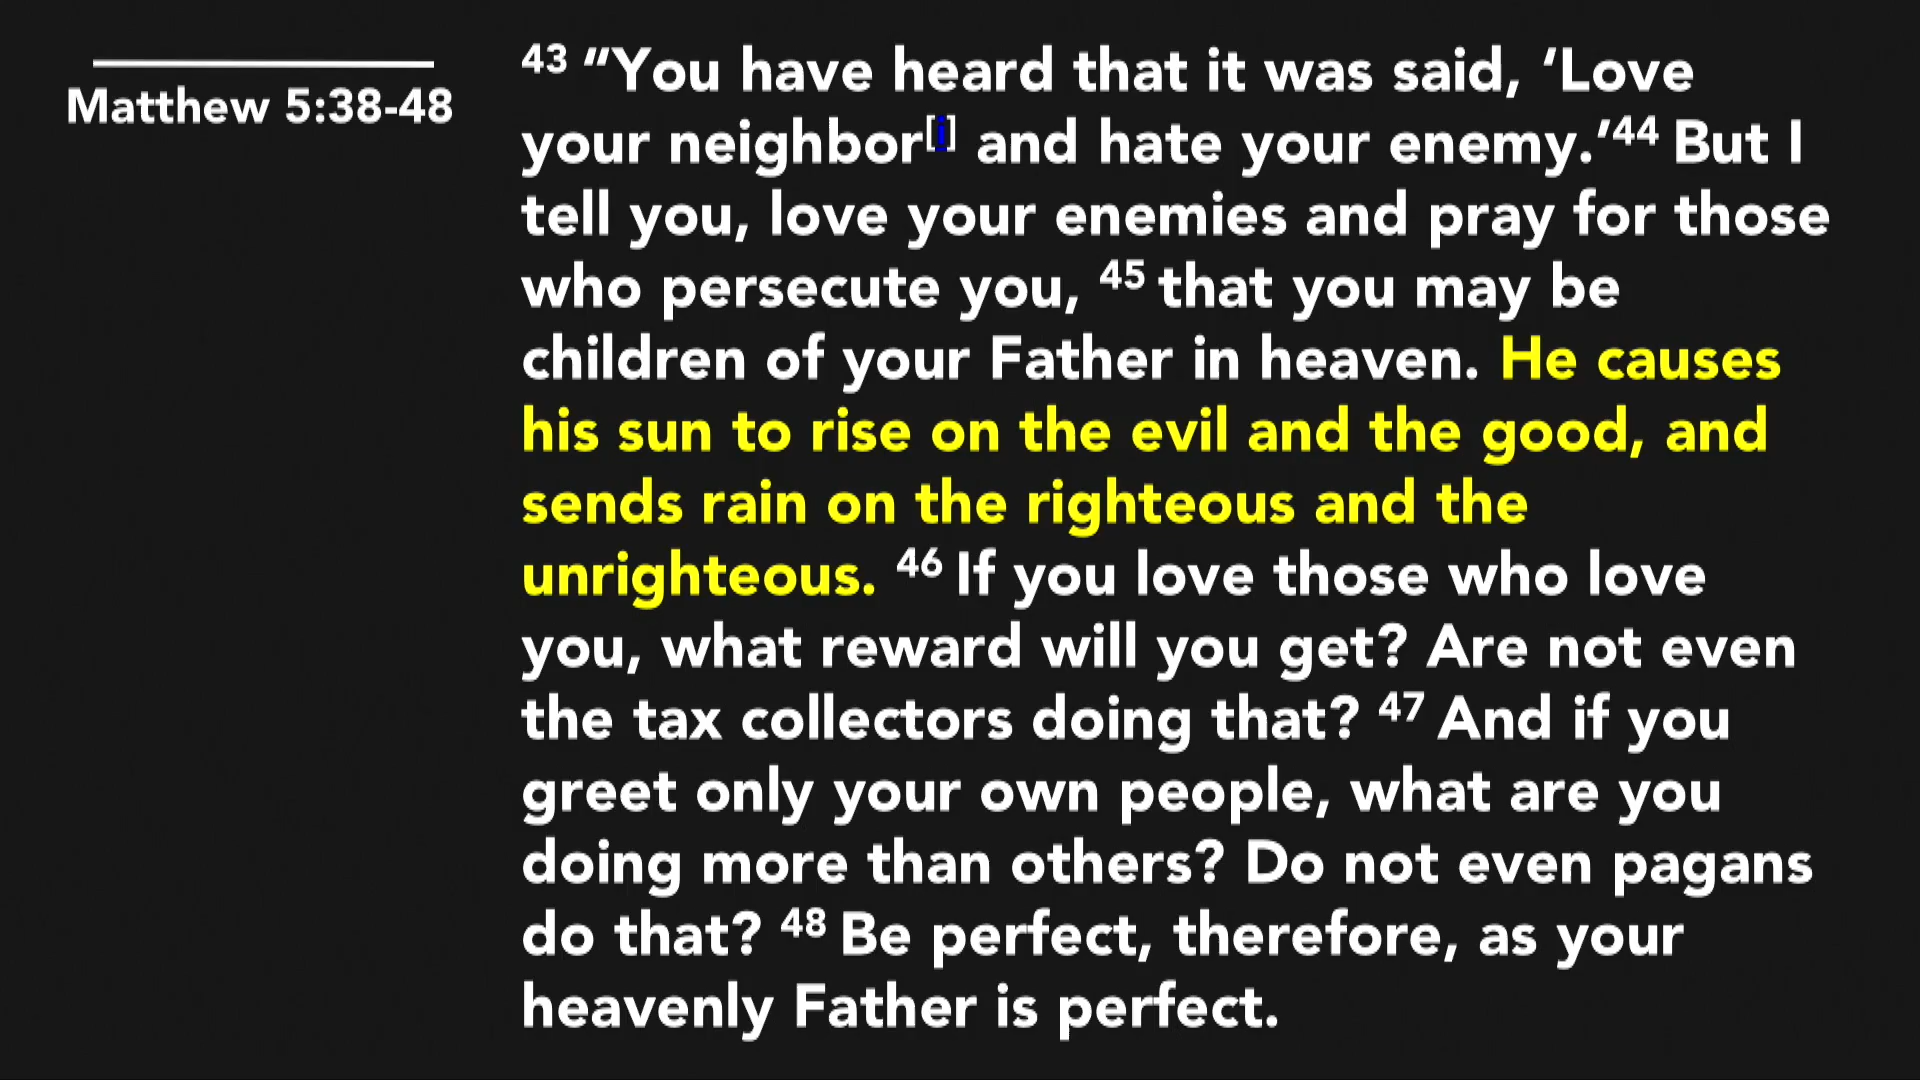 Matthew 5:38-48
43 “You have heard that it was said, ‘Love
your neighbor[i] and hate your enemy.’44 But I
tell you, love your enemies and pray for those
who persecute you, 45 that you may be
children of your Father in heaven. He causes
his sun to rise on the evil and the good, and
sends rain on the righteous and the
unrighteous. 46 If you love those who love
you, what reward will you get? Are not even
the tax collectors doing that? 47 And if you
greet only your own people, what are you
doing more than others? Do not even pagans
do that? 48 Be perfect, therefore, as your
heavenly Father is perfect.